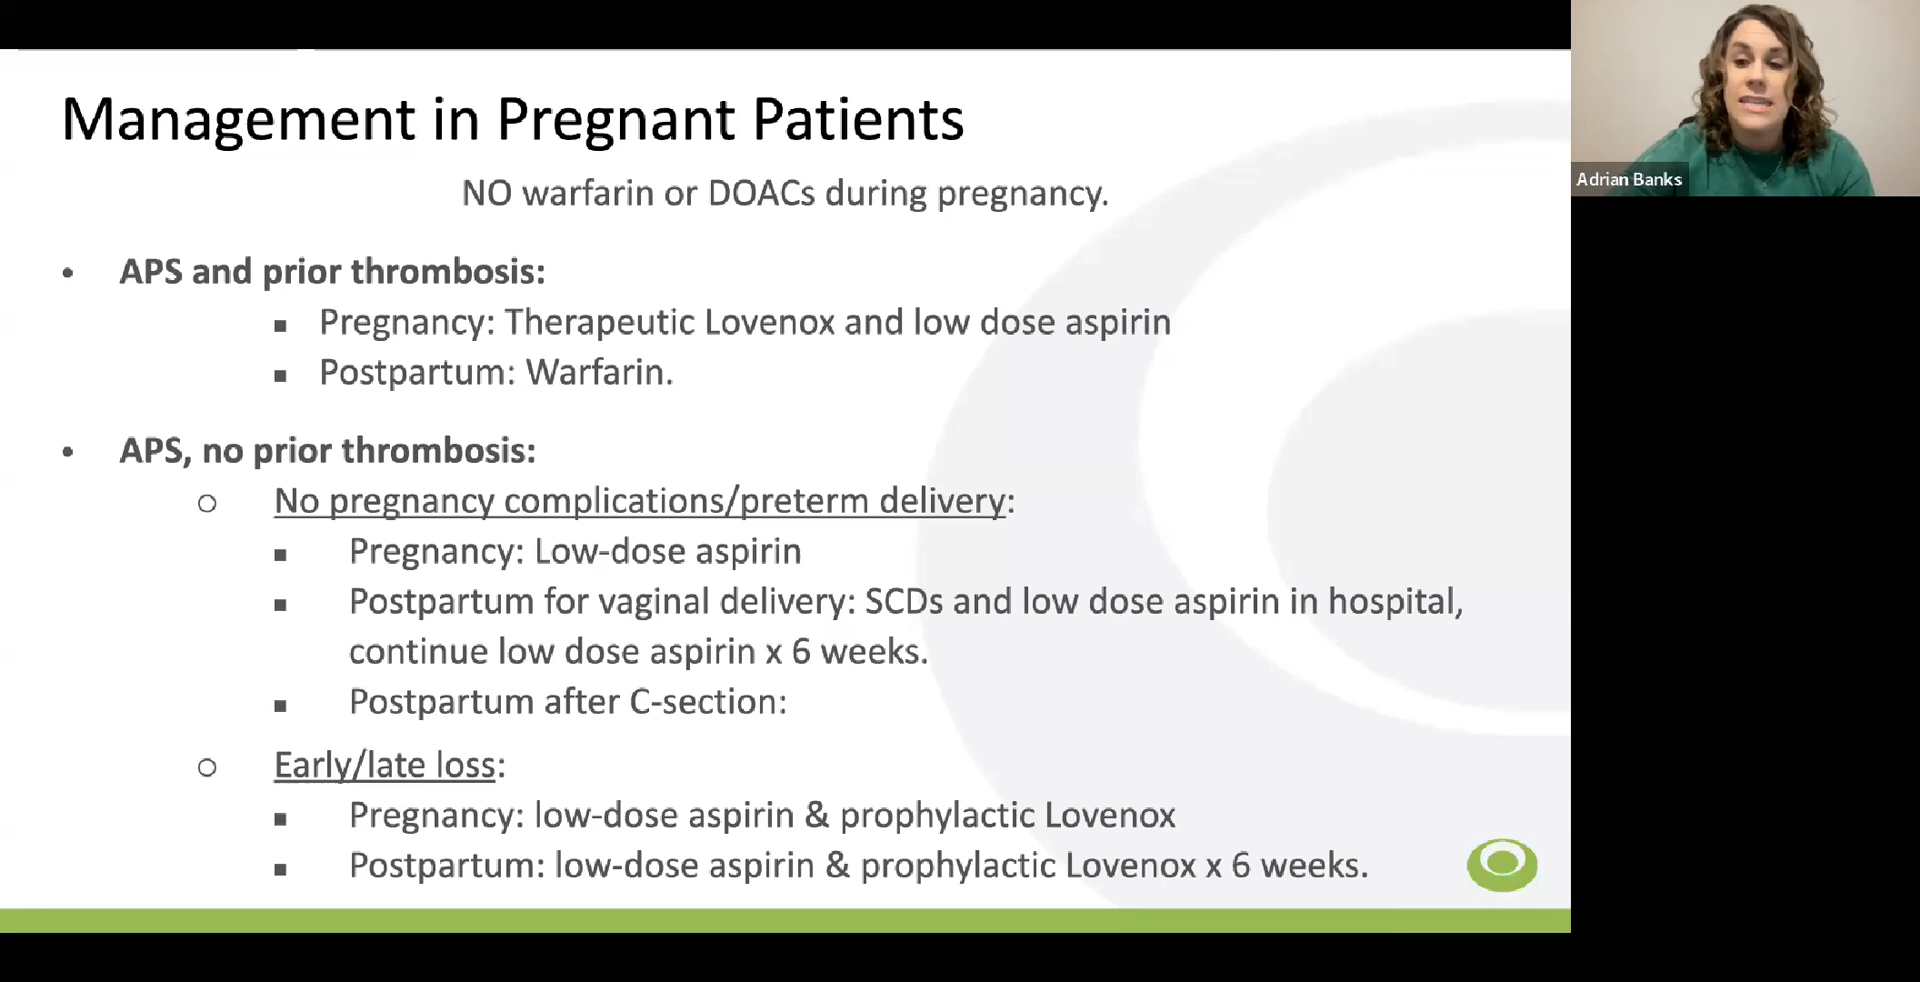 Management in Pregnant Patients
NO warfarin or DOACs during pregnancy.
• APS and prior thrombosis:
▪ Pregnancy: Therapeutic Lovenox and low dose aspirin
▪ Postpartum: Warfarin.
• APS, no prior thrombosis:
○ No pregnancy complications/preterm delivery:
▪ Pregnancy: Low-dose aspirin
▪ Postpartum for vaginal delivery: SCDs and low dose aspirin in hospital,
continue low dose aspirin x 6 weeks.
▪ Postpartum after C-section:
○ Early/late loss:
▪ Pregnancy: low-dose aspirin & prophylactic Lovenox
▪ Postpartum: low-dose aspirin & prophylactic Lovenox x 6 weeks.
Adrian Banks